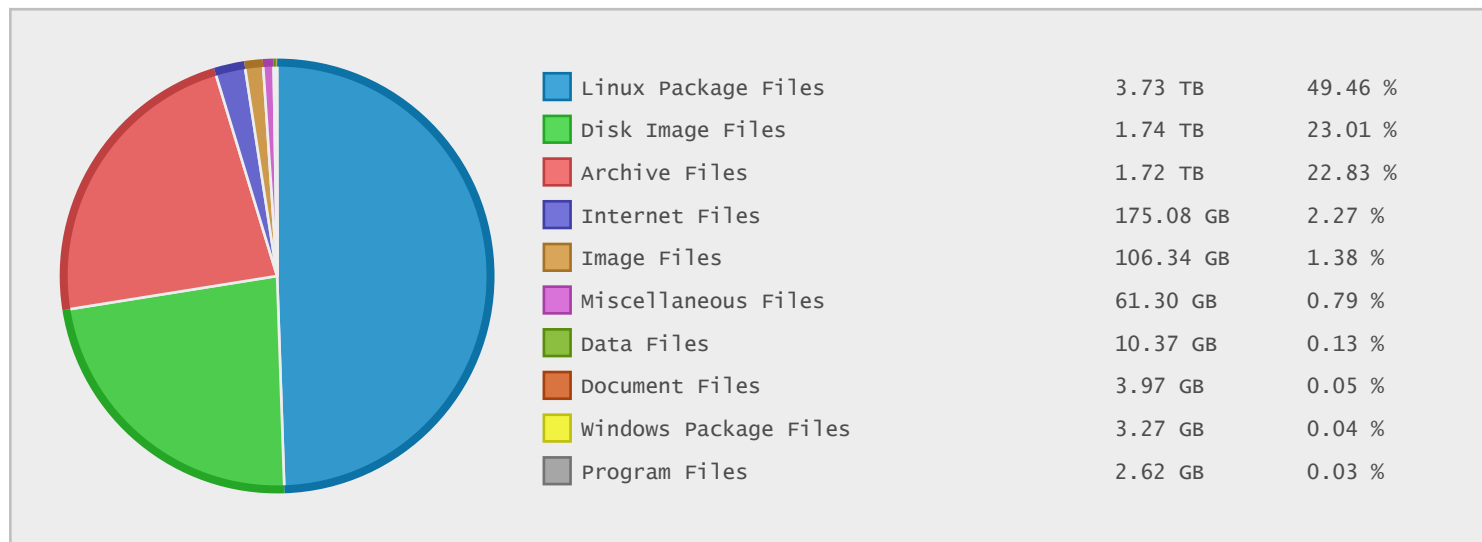 Linux Package Files 3.73 TB 49.46 %
Disk Image Files 1.74 TB 23.01 %
Archive Files 1.72 TB 22.83 %
Internet Files 175.08 GB 2.27 %
Image Files 106.34 GB 1.38 %
Miscellaneous Files 61.30 GB 0.79 %
Data Files 10.37 GB 0.13 %
Document Files 3.97 GB 0.05 %
Windows Package Files 3.27 GB 0.04 %
Program Files 2.62 GB 0.03 %